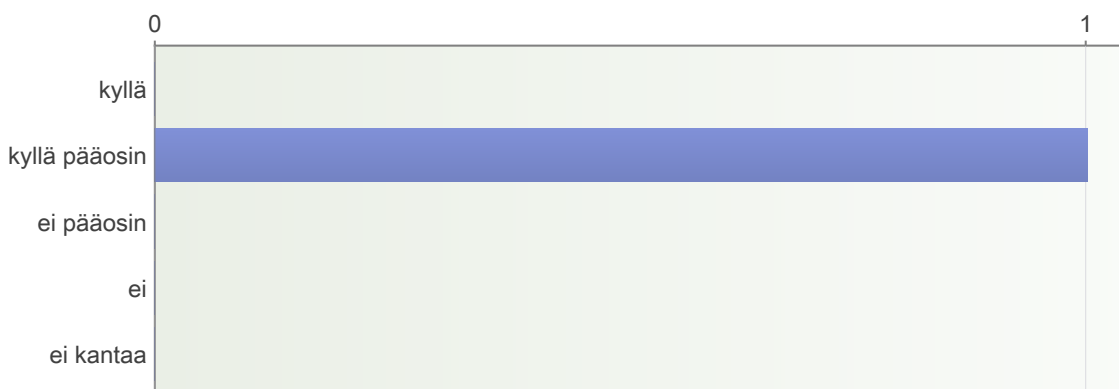 0 1
kyllä
kyllä pääosin
ei pääosin
ei
ei kantaa